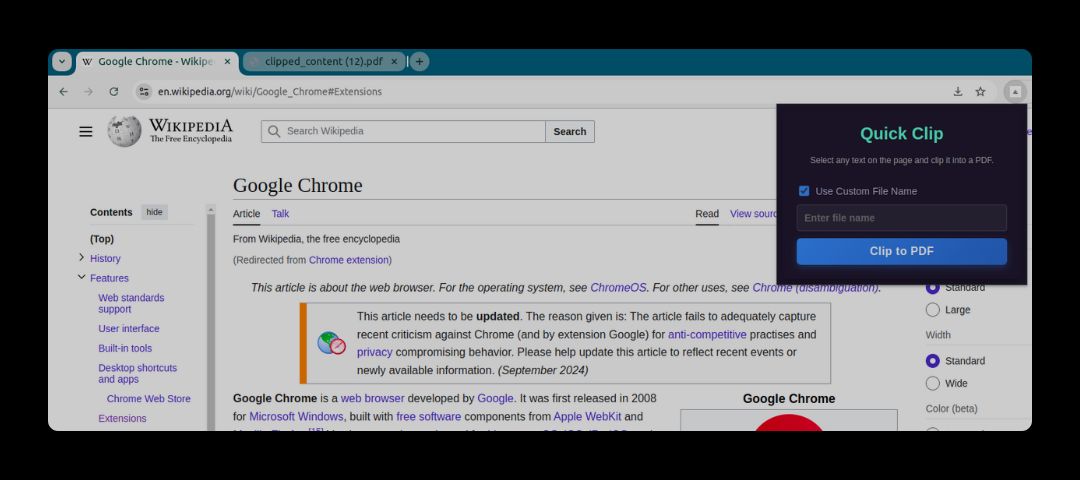 Google Chrome - Wikipe
clipped_content (12).pdf
en.wikipedia.org/wiki/Google_Chrome#Extensions
WIKIPEDIA
The Free Encyclopedia
Search Wikipedia
Search
Quick Clip
Select any text on the page and clip it into a PDF.
Use Custom File Name
Enter file name
Clip to PDF
Google Chrome
Article
Talk
Read
View sourc
Contents
hide
(Top)
History
Features
Web standards
support
User interface
Built-in tools
Desktop shortcuts
and apps
Chrome Web Store
Extensions
From Wikipedia, the free encyclopedia
(Redirected from Chrome extension)
This article is about the web browser. For the operating system, see ChromeOS. For other uses, see Chrome (disambiguation).
This article needs to be updated. The reason given is: The article fails to adequately capture
recent criticism against Chrome (and by extension Google) for anti-competitive practises and
privacy compromising behavior. Please help update this article to reflect recent events or
newly available information. (September 2024)
Google Chrome is a web browser developed by Google. It was first released in 2008
for Microsoft Windows, built with free software components from Apple WebKit and
Google Chrome
Standard
Large
Width
Standard
Wide
Color (beta)